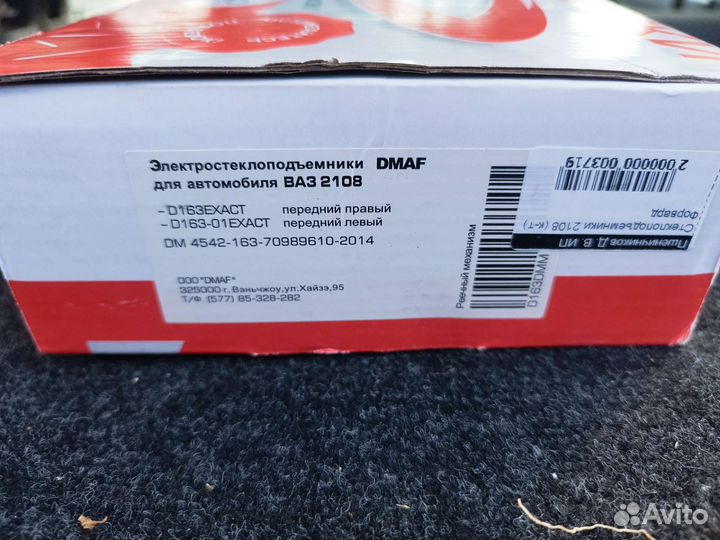 Электростеклоподъемники DMAF
для автомобиля ВАЗ 2108
-D163EXACT передний правый
-D163-01EXACT передний левый
DM 4542-163-70989610-2014
ООО "DMAF"
325000 г. Вэньчжоу,ул.Хайзэ,95
Т/Ф. (577) 85-328-282
Реечный механизм
D163DMM
Пшеничников Д. В. ИП
Стеклоподъемники 2108 (к-т)
Форвард
2 000000 003719
Avito